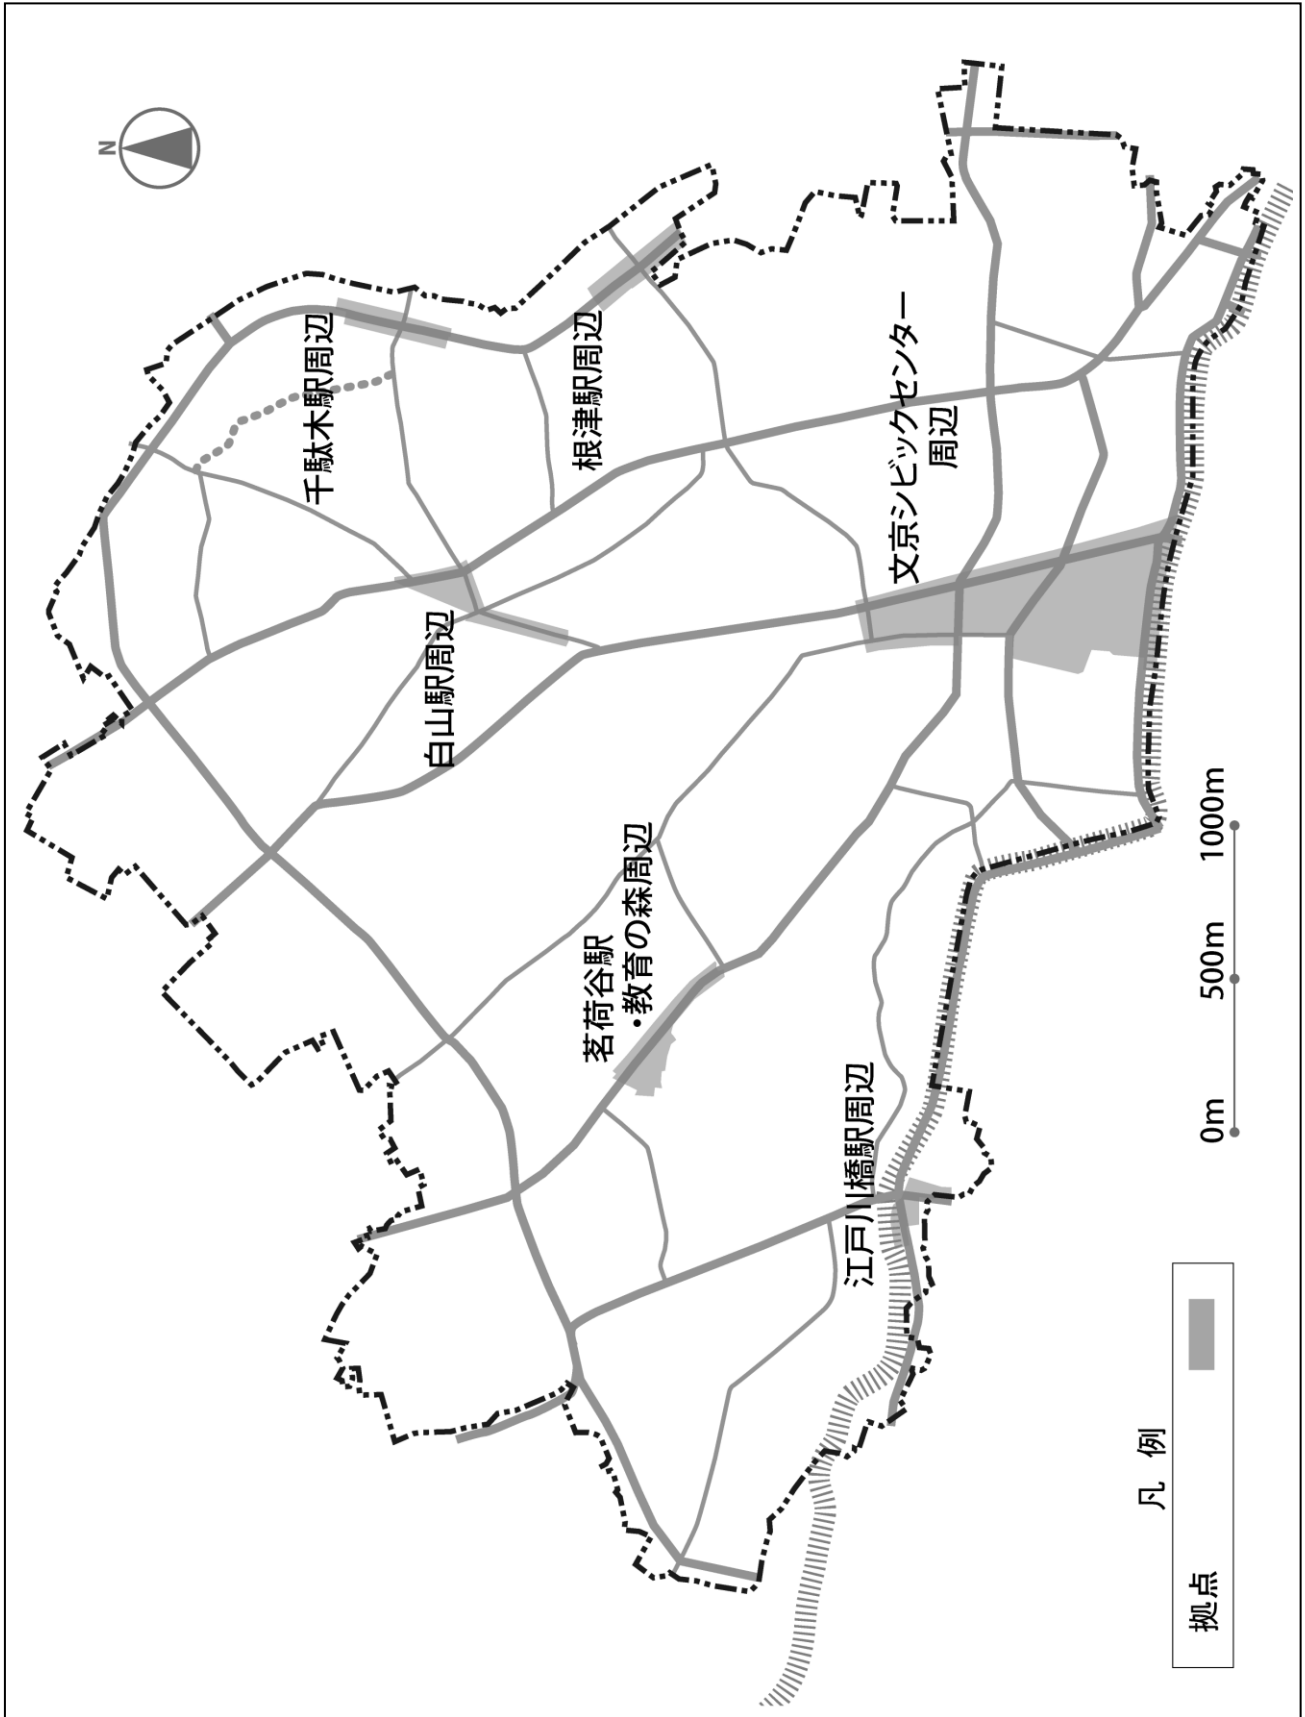 N
千駄木駅周辺
根津駅周辺
白山駅周辺
文京シビックセンター
周辺
茗荷谷駅
・教育の森周辺
江戸川橋駅周辺
0m 500m 1000m
凡例
拠点